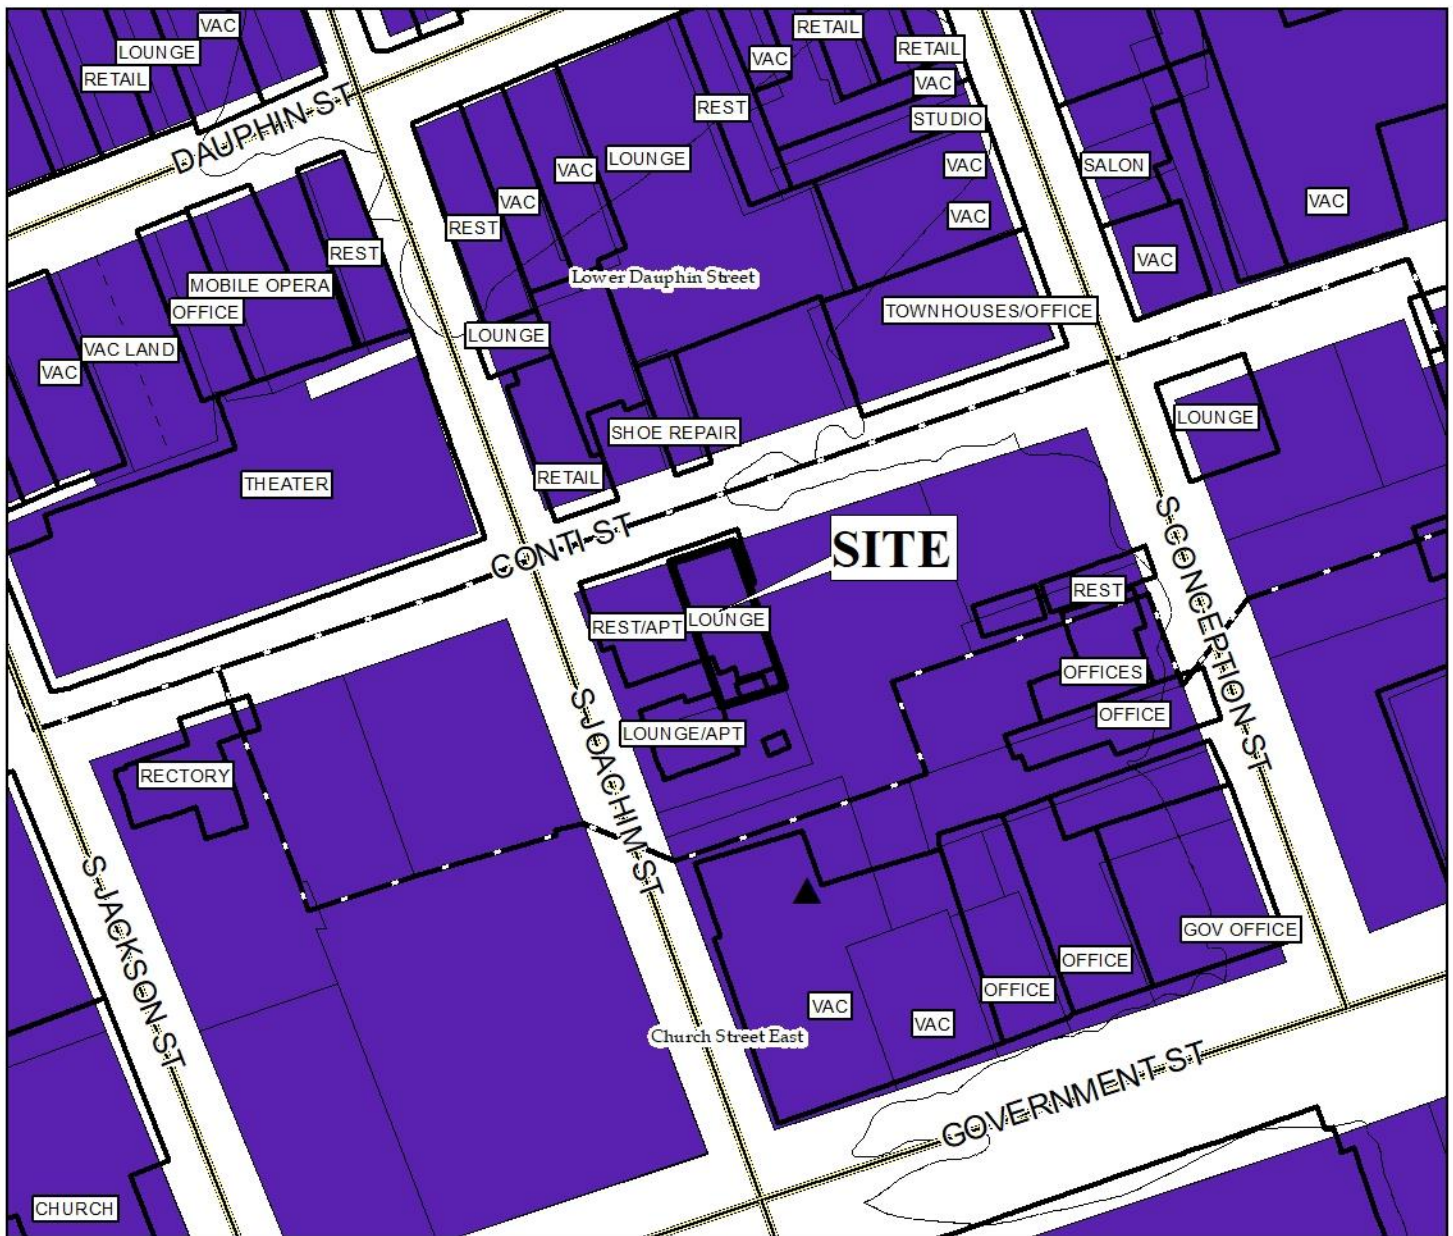 VAC
LOUNGE
RETAIL
RETAIL
RETAIL
VAC
VAC
REST
STUDIO
DAUPHIN ST
VAC
LOUNGE
VAC
SALON
VAC
REST
VAC
VAC
REST
VAC
MOBILE OPERA
Lower Dauphin Street
OFFICE
TOWNHOUSES/OFFICE
LOUNGE
VAC LAND
VAC
LOUNGE
SHOE REPAIR
RETAIL
THEATER
CONTI ST
SITE
S CONCEPTION ST
REST
REST/APT
LOUNGE
OFFICES
OFFICE
S JOACHIM ST
LOUNGE/APT
RECTORY
S JACKSON ST
GOV OFFICE
OFFICE
OFFICE
VAC
VAC
Church Street East
GOVERNMENT ST
CHURCH